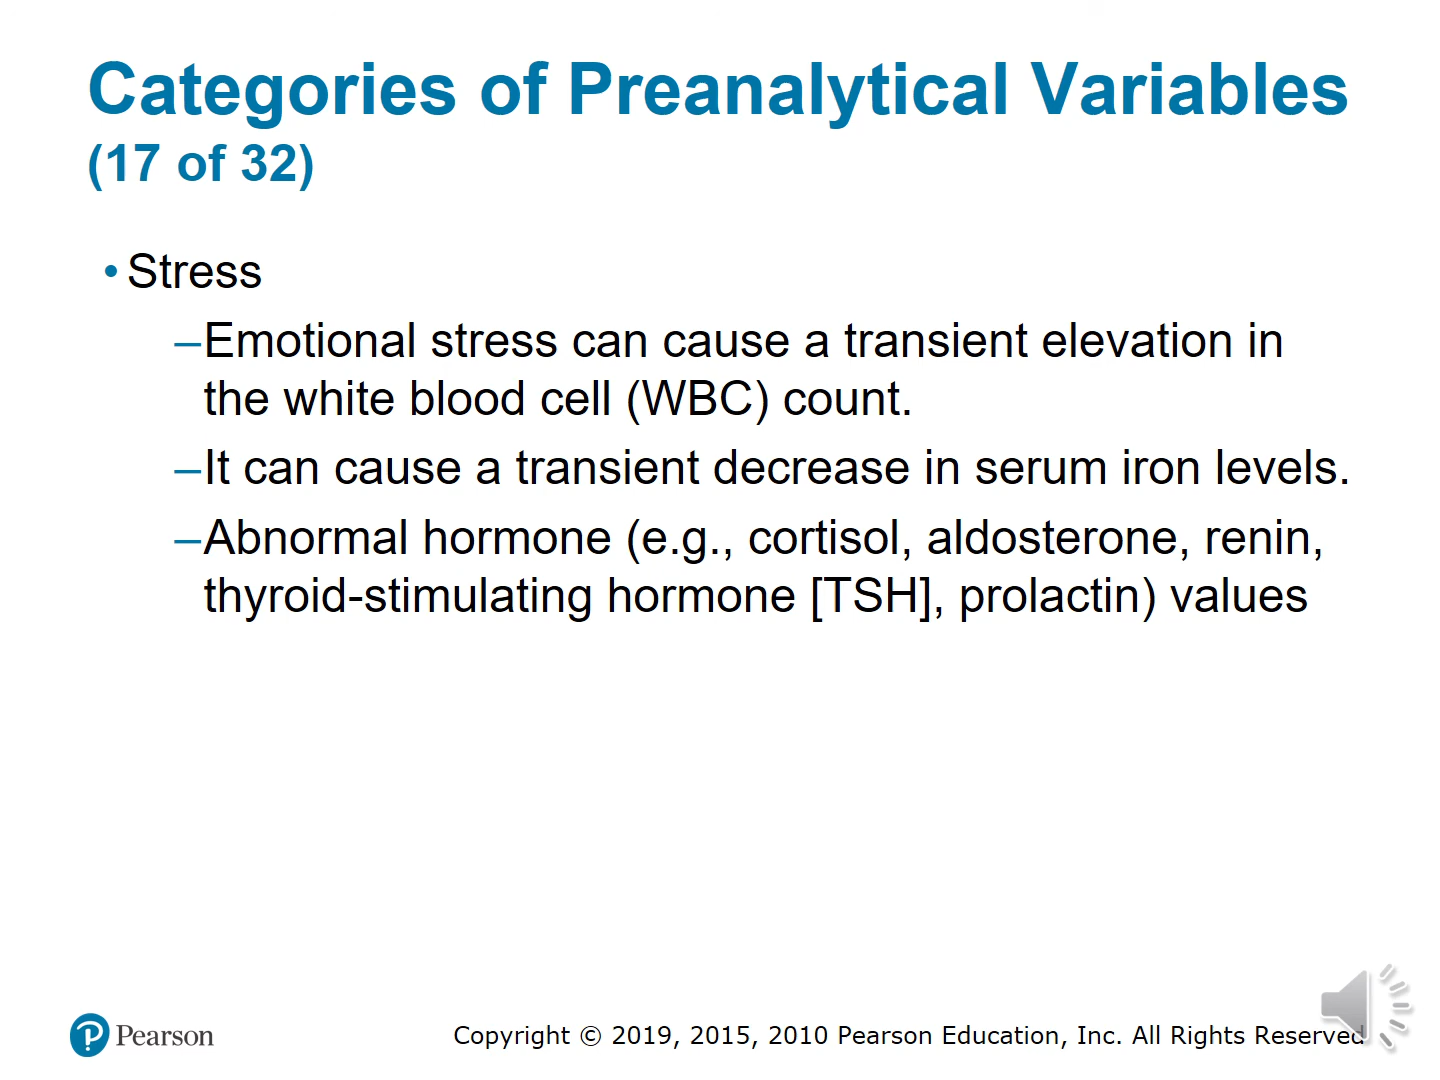 Categories of Preanalytical Variables
(17 of 32)
• Stress
–Emotional stress can cause a transient elevation in
the white blood cell (WBC) count.
–It can cause a transient decrease in serum iron levels.
–Abnormal hormone (e.g., cortisol, aldosterone, renin,
thyroid-stimulating hormone [TSH], prolactin) values
Pearson
Copyright © 2019, 2015, 2010 Pearson Education, Inc. All Rights Reserved